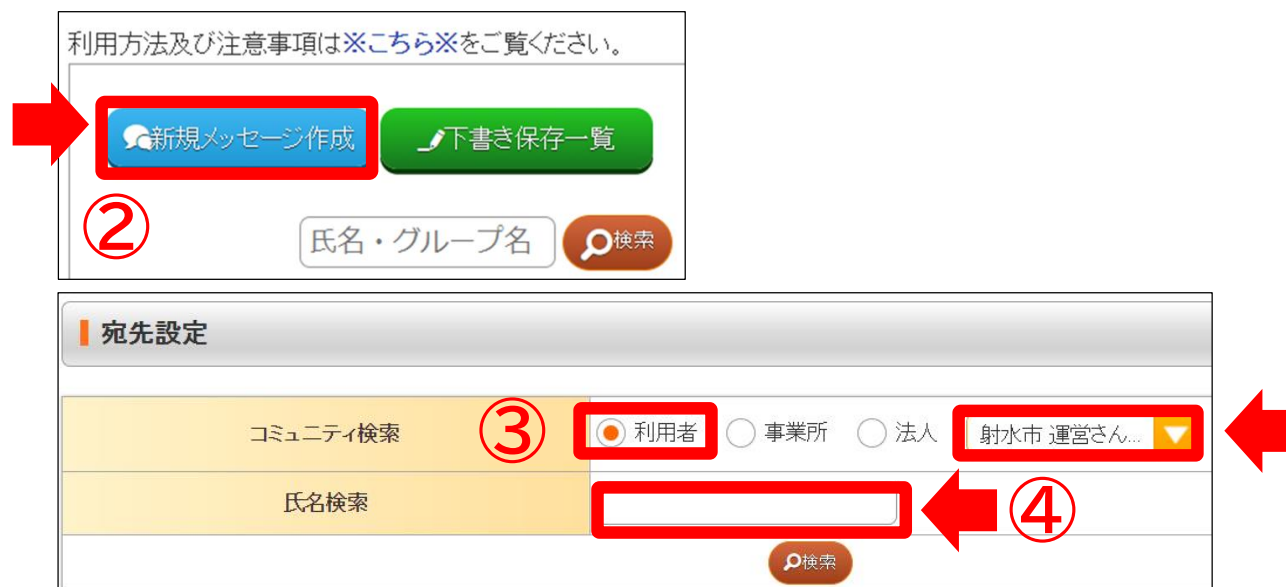 利用方法及び注意事項は※こちら※をご覧ください。
新規メッセージ作成 下書き保存一覧
②
氏名・グループ名 検索
宛先設定
コミュニティ検索 ③ 利用者 事業所 法人 射水市 運営さん...
氏名検索 ④
検索